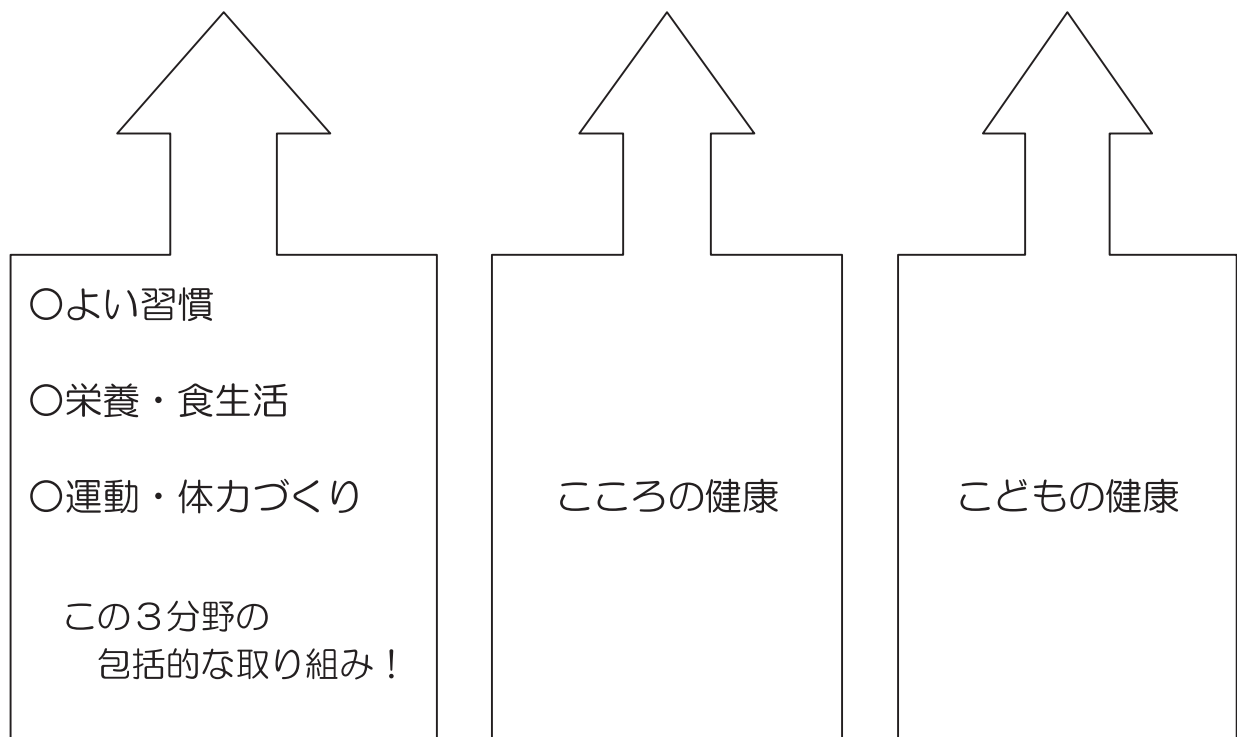 ○よい習慣
○栄養・食生活
○運動・体力づくり
この３分野の
包括的な取り組み！
こころの健康
こどもの健康